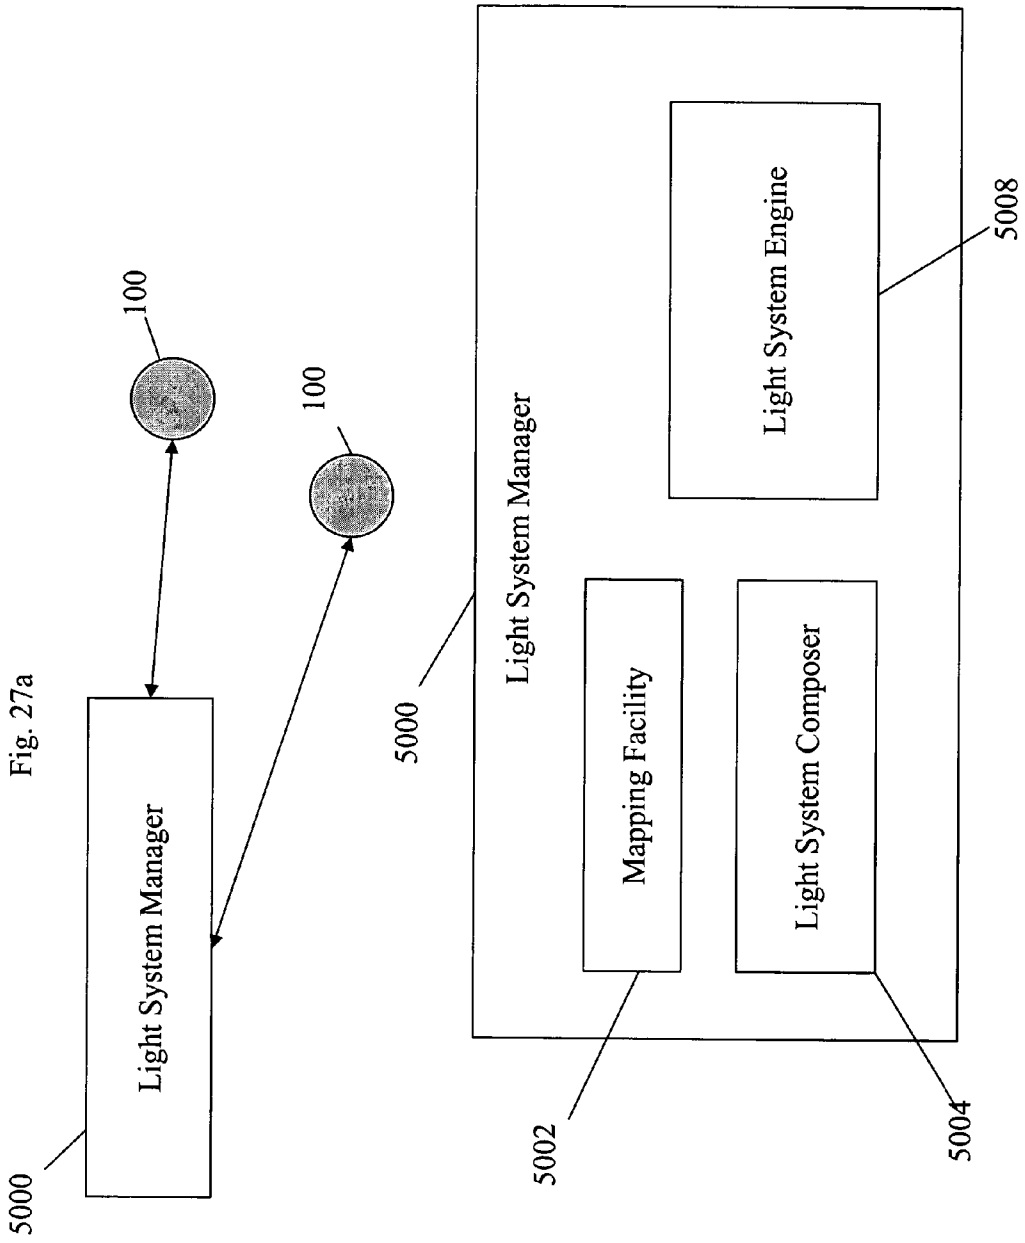 Fig. 27a
5000
Light System Manager
100
100
5000
Light System Manager
5002
Mapping Facility
Light System Composer
5004
Light System Engine
5008